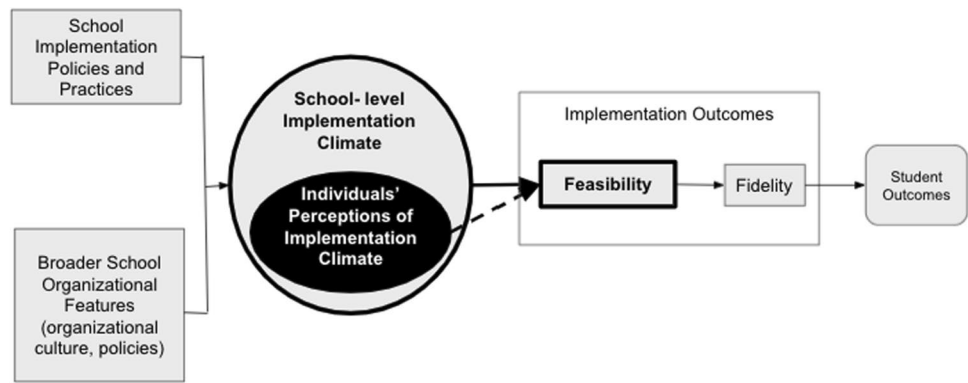 School
Implementation
Policies and
Practices
Broader School
Organizational
Features
(organizational
culture, policies)
School- level
Implementation
Climate
Individuals'
Perceptions of
Implementation
Climate
Implementation Outcomes
Feasibility
Fidelity
Student
Outcomes